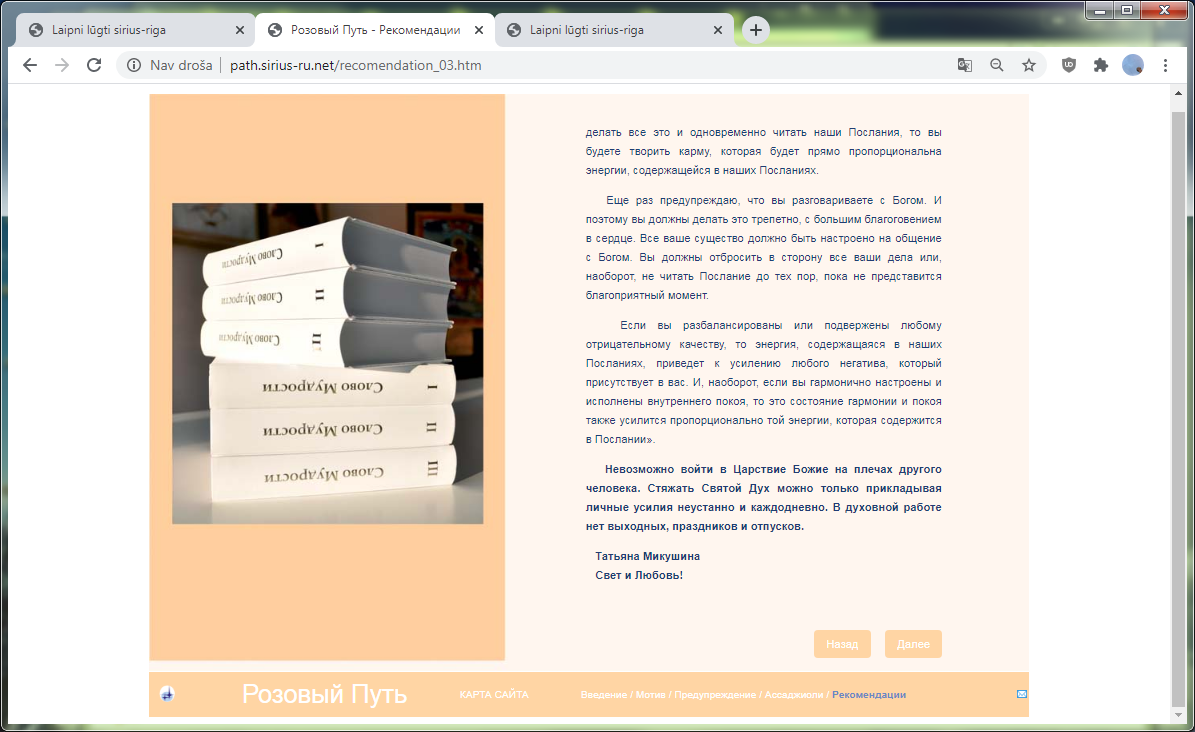 Laipni lūgti sirius-riga
Розовый Путь - Рекомендации
Laipni lūgti sirius-riga
Nav droša
path.sirius-ru.net/recomendation_03.htm
I Слово Мудрости
II Слово Мудрости
III Слово Мудрости
Слово Мудрости I
Слово Мудрости II
Слово Мудрости III
делать все это и одновременно читать наши Послания, то вы
будете творить карму, которая будет прямо пропорциональна
энергии, содержащейся в наших Посланиях.
Еще раз предупреждаю, что вы разговариваете с Богом. И
поэтому вы должны делать это трепетно, с большим благоговением
в сердце. Все ваше существо должно быть настроено на общение
с Богом. Вы должны отбросить в сторону все ваши дела или,
наоборот, не читать Послание до тех пор, пока не представится
благоприятный момент.
Если вы разбалансированы или подвержены любому
отрицательному качеству, то энергия, содержащаяся в наших
Посланиях, приведет к усилению любого негатива, который
присутствует в вас. И, наоборот, если вы гармонично настроены и
исполнены внутреннего покоя, то это состояние гармонии и покоя
также усилится пропорционально той энергии, которая содержится
в Послании».
Невозможно войти в Царствие Божие на плечах другого
человека. Стяжать Святой Дух можно только прикладывая
личные усилия неустанно и каждодневно. В духовной работе
нет выходных, праздников и отпусков.
Татьяна Микушина
Свет и Любовь!
Назад Далее
Розовый Путь КАРТА САЙТА Введение / Мотив / Предупреждение / Ассаджиоли / Рекомендации